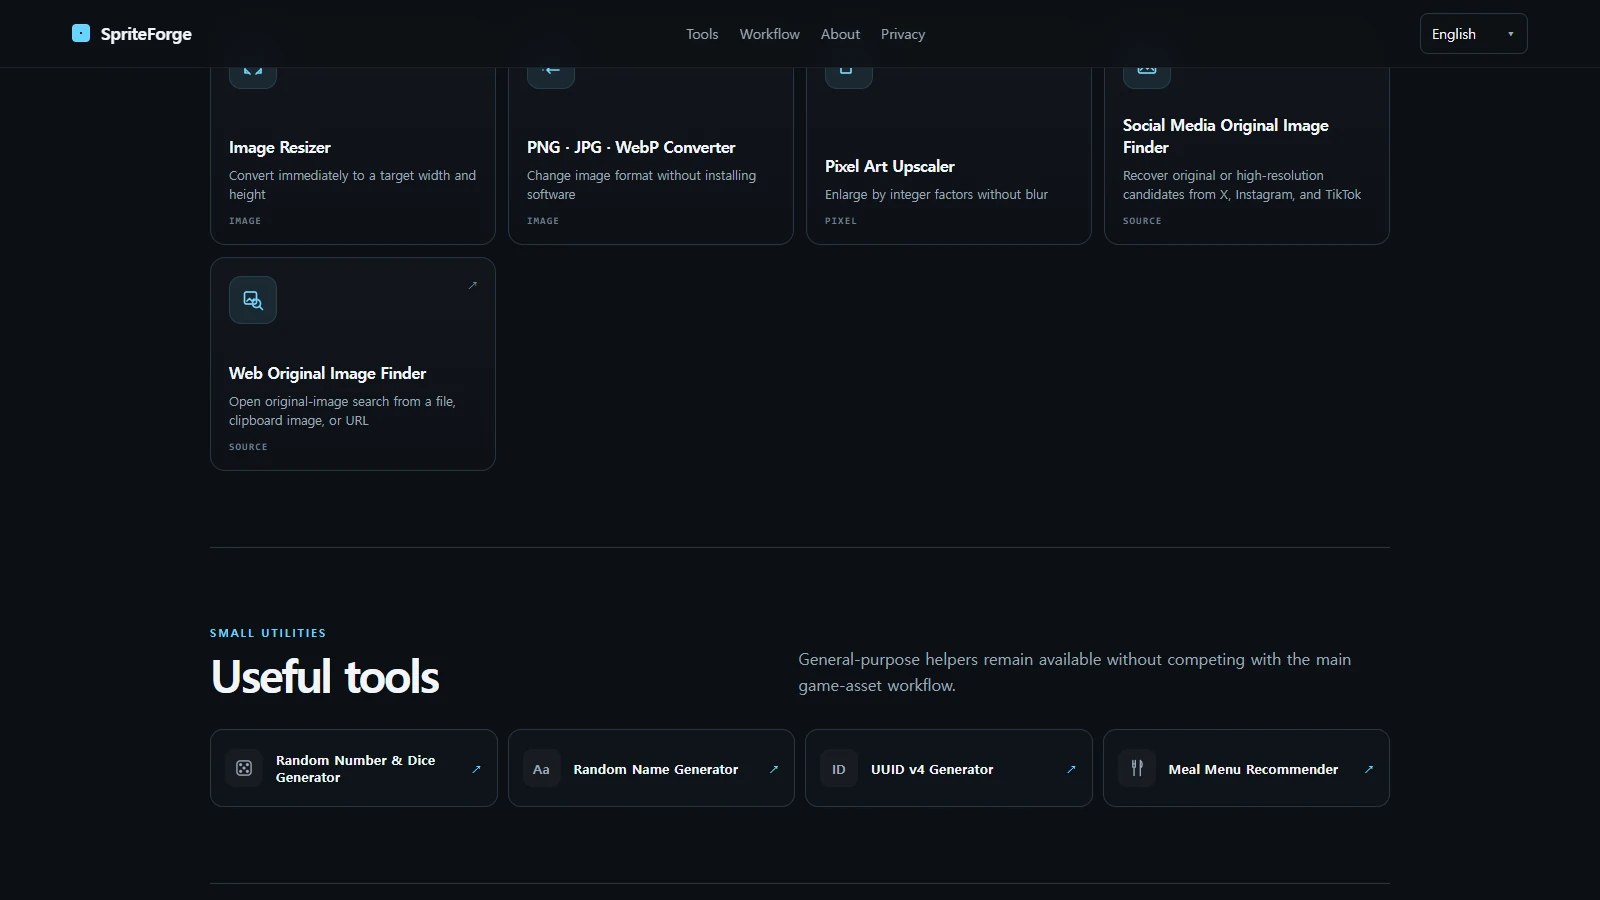 SpriteForge
Tools
Workflow
About
Privacy
English
Image Resizer
Convert immediately to a target width and
height
IMAGE
PNG · JPG · WebP Converter
Change image format without installing
software
IMAGE
Pixel Art Upscaler
Enlarge by integer factors without blur
PIXEL
Social Media Original Image
Finder
Recover original or high-resolution
candidates from X, Instagram, and TikTok
SOURCE
Web Original Image Finder
Open original-image search from a file,
clipboard image, or URL
SOURCE
SMALL UTILITIES
Useful tools
General-purpose helpers remain available without competing with the main
game-asset workflow.
Random Number & Dice
Generator
Aa
Random Name Generator
ID
UUID v4 Generator
Meal Menu Recommender